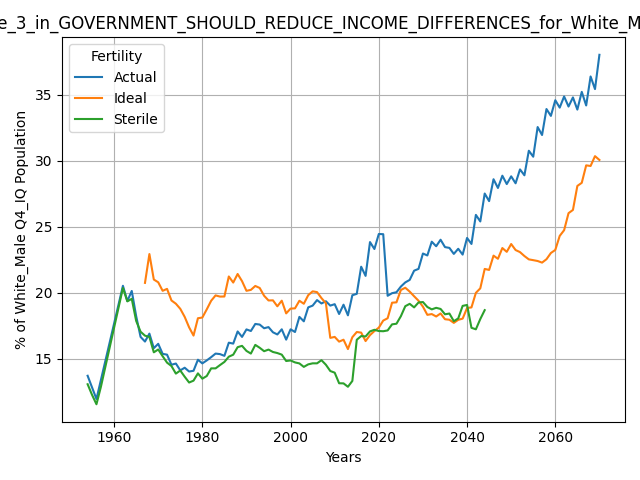 e_3_in_GOVERNMENT_SHOULD_REDUCE_INCOME_DIFFERENCES_for_White_M
Fertility
Actual
Ideal
Sterile
% of White_Male Q4_IQ Population
35
30
25
20
15
1960 1980 2000 2020 2040 2060
Years